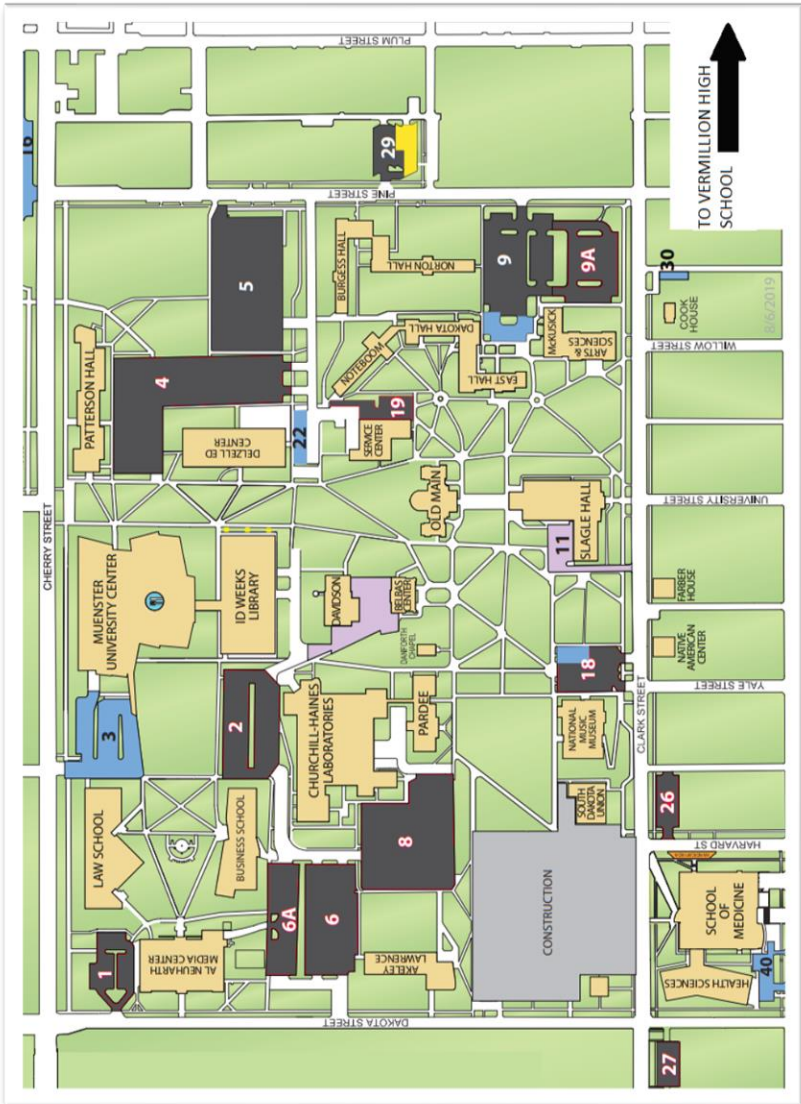 PLUM STREET
16
29
PINE STREET
TO VERMILLION HIGH
SCHOOL
5
BURGESS HALL
NORTON HALL
9
9A
30
COOK
HOUSE
8/6/2019
WILLOW STREET
PATTERSON HALL
4
NOTEBOOM
DAKOTA HALL
EAST HALL
McKUSICK
ARTS &
SCIENCES
DELZELL ED
CENTER
22
19
SERVICE
CENTER
CHERRY STREET
OLD MAIN
SLAGLE HALL
11
UNIVERSITY STREET
MUENSTER
UNIVERSITY CENTER
ID WEEKS
LIBRARY
DAVIDSON
BELBAS
CENTER
DANFORTH
CHAPEL
FARBER
HOUSE
NATIVE
AMERICAN
CENTER
18
YALE STREET
3
2
CHURCHILL-HAINES
LABORATORIES
PARDEE
NATIONAL
MUSIC
MUSEUM
CLARK STREET
LAW SCHOOL
BUSINESS SCHOOL
8
SOUTH
DAKOTA
UNION
26
HARVARD ST
1
AL NEUHARTH
MEDIA CENTER
6A
6
AKELEY
LAWRENCE
CONSTRUCTION
SCHOOL
OF
MEDICINE
HEALTH SCIENCES
40
DAKOTA STREET
27